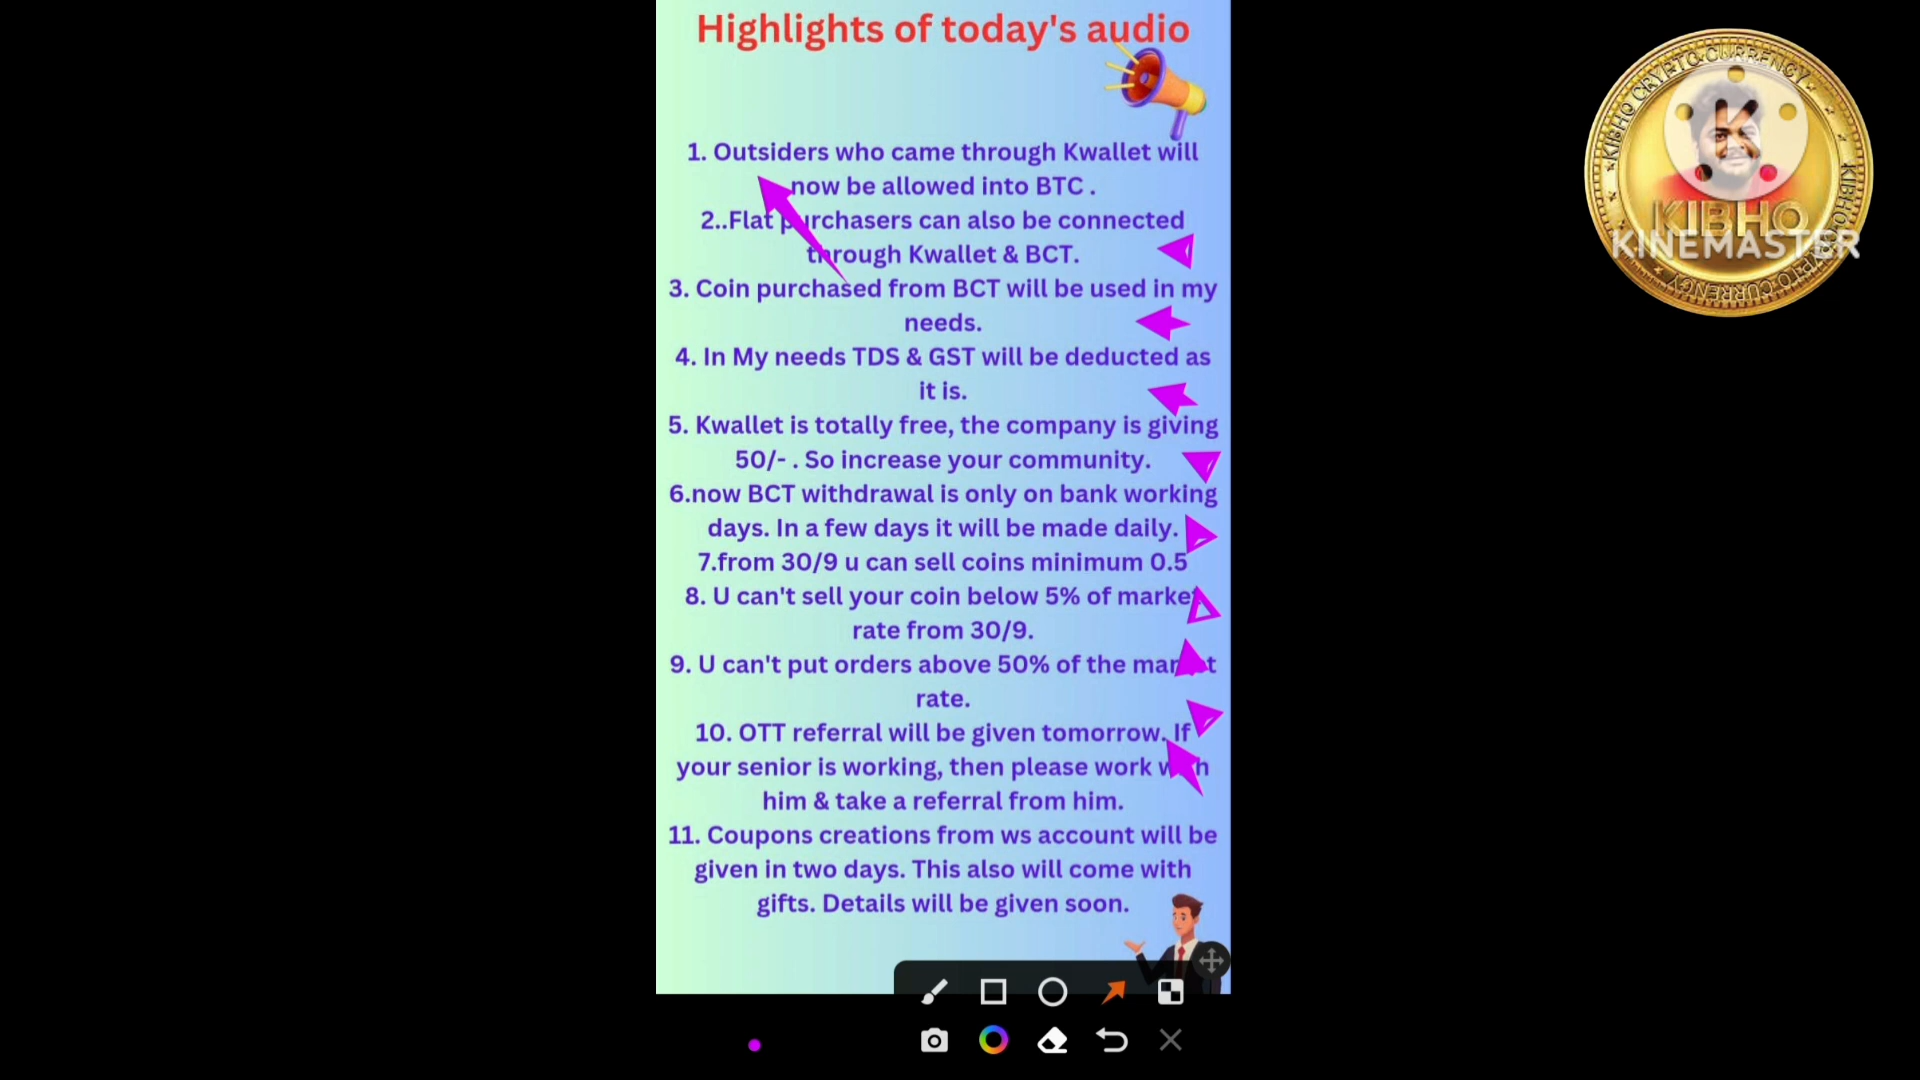 Highlights of today's audio
1. Outsiders who came through Kwallet will
now be allowed into BTC .
2..Flat purchasers can also be connected
through Kwallet & BCT.
3. Coin purchased from BCT will be used in my
needs.
4. In My needs TDS & GST will be deducted as
it is.
5. Kwallet is totally free, the company is giving
50/- . So increase your community.
6.now BCT withdrawal is only on bank working
days. In a few days it will be made daily.
7.from 30/9 u can sell coins minimum 0.5
8. U can't sell your coin below 5% of market
rate from 30/9.
9. U can't put orders above 50% of the market
rate.
10. OTT referral will be given tomorrow. If
your senior is working, then please work with
him & take a referral from him.
11. Coupons creations from ws account will be
given in two days. This also will come with
gifts. Details will be given soon.
KIBHO CRYPTO CURRENCY
K
KIBHO
KINEMASTER